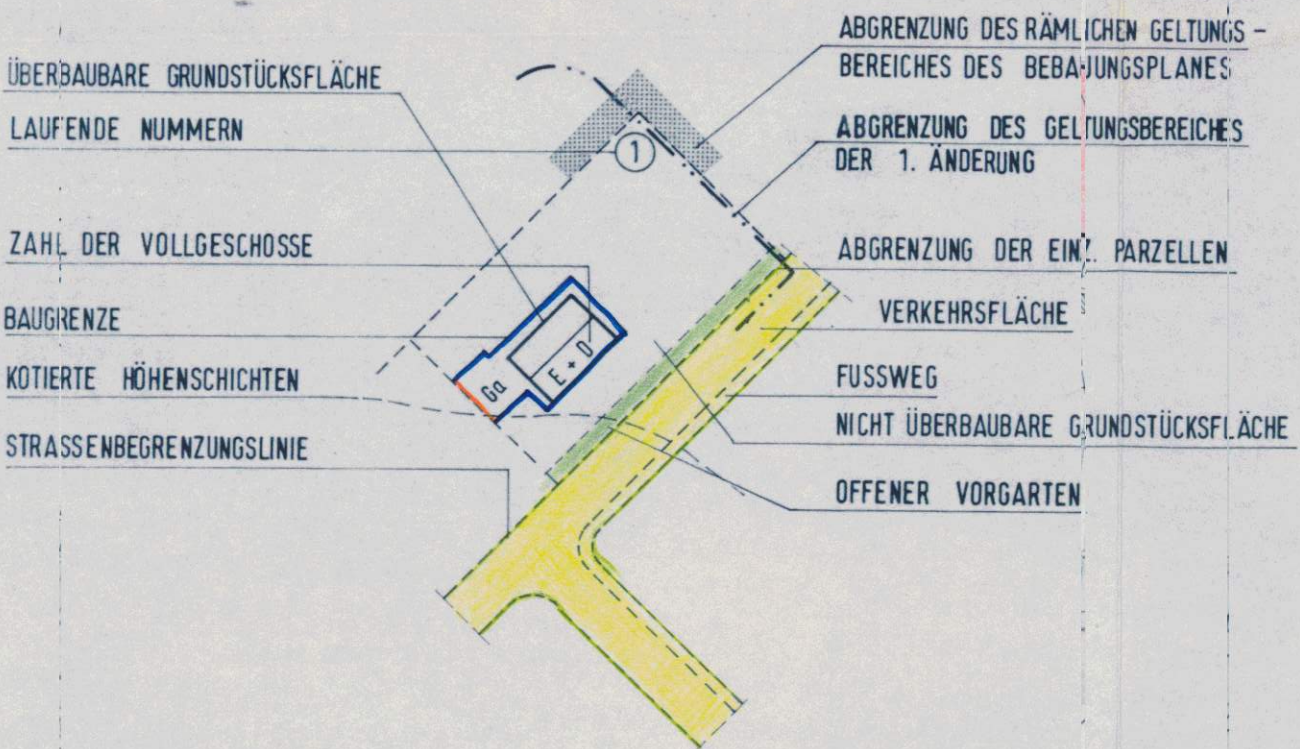 ÜBERBAUBARE GRUNDSTÜCKSFLÄCHE
LAUFENDE NUMMERN
ZAHL DER VOLLGESCHOSSE
BAUGRENZE
KOTIERTE HÖHENSCHICHTEN
STRASSENBEGRENZUNGSLINIE
1
Ga
E + D
ABGRENZUNG DES RÄMLICHEN GELTUNGS -
BEREICHES DES BEBAUUNGSPLANES
ABGRENZUNG DES GELTUNGSBEREICHES
DER 1. ÄNDERUNG
ABGRENZUNG DER EINZ. PARZELLEN
VERKEHRSFLÄCHE
FUSSWEG
NICHT ÜBERBAUBARE GRUNDSTÜCKSFLÄCHE
OFFENER VORGARTEN